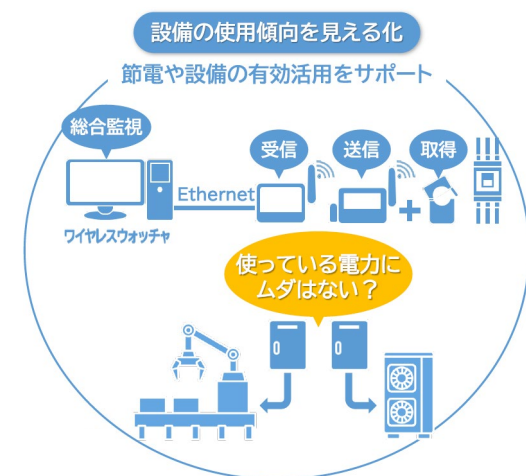 設備の使用傾向を見える化
節電や設備の有効活用をサポート
総合監視
受信
送信
取得
Ethernet
ワイヤレスウォッチャ
使っている電力に
ムダはない？